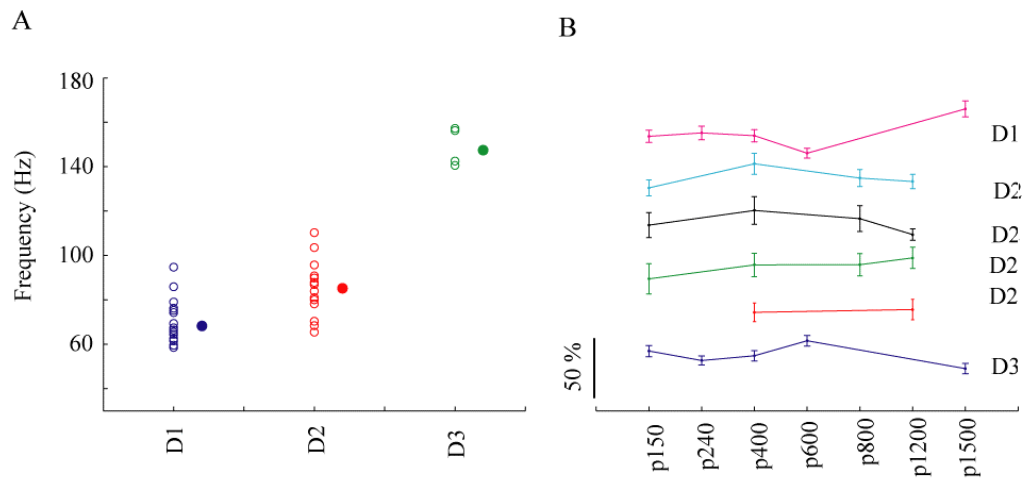 A
B
180
140
100
60
Frequency (Hz)
D1
D2
D3
D1
D2
D2
D2
D2
D3
50 %
p150
p240
p400
p600
p800
p1200
p1500